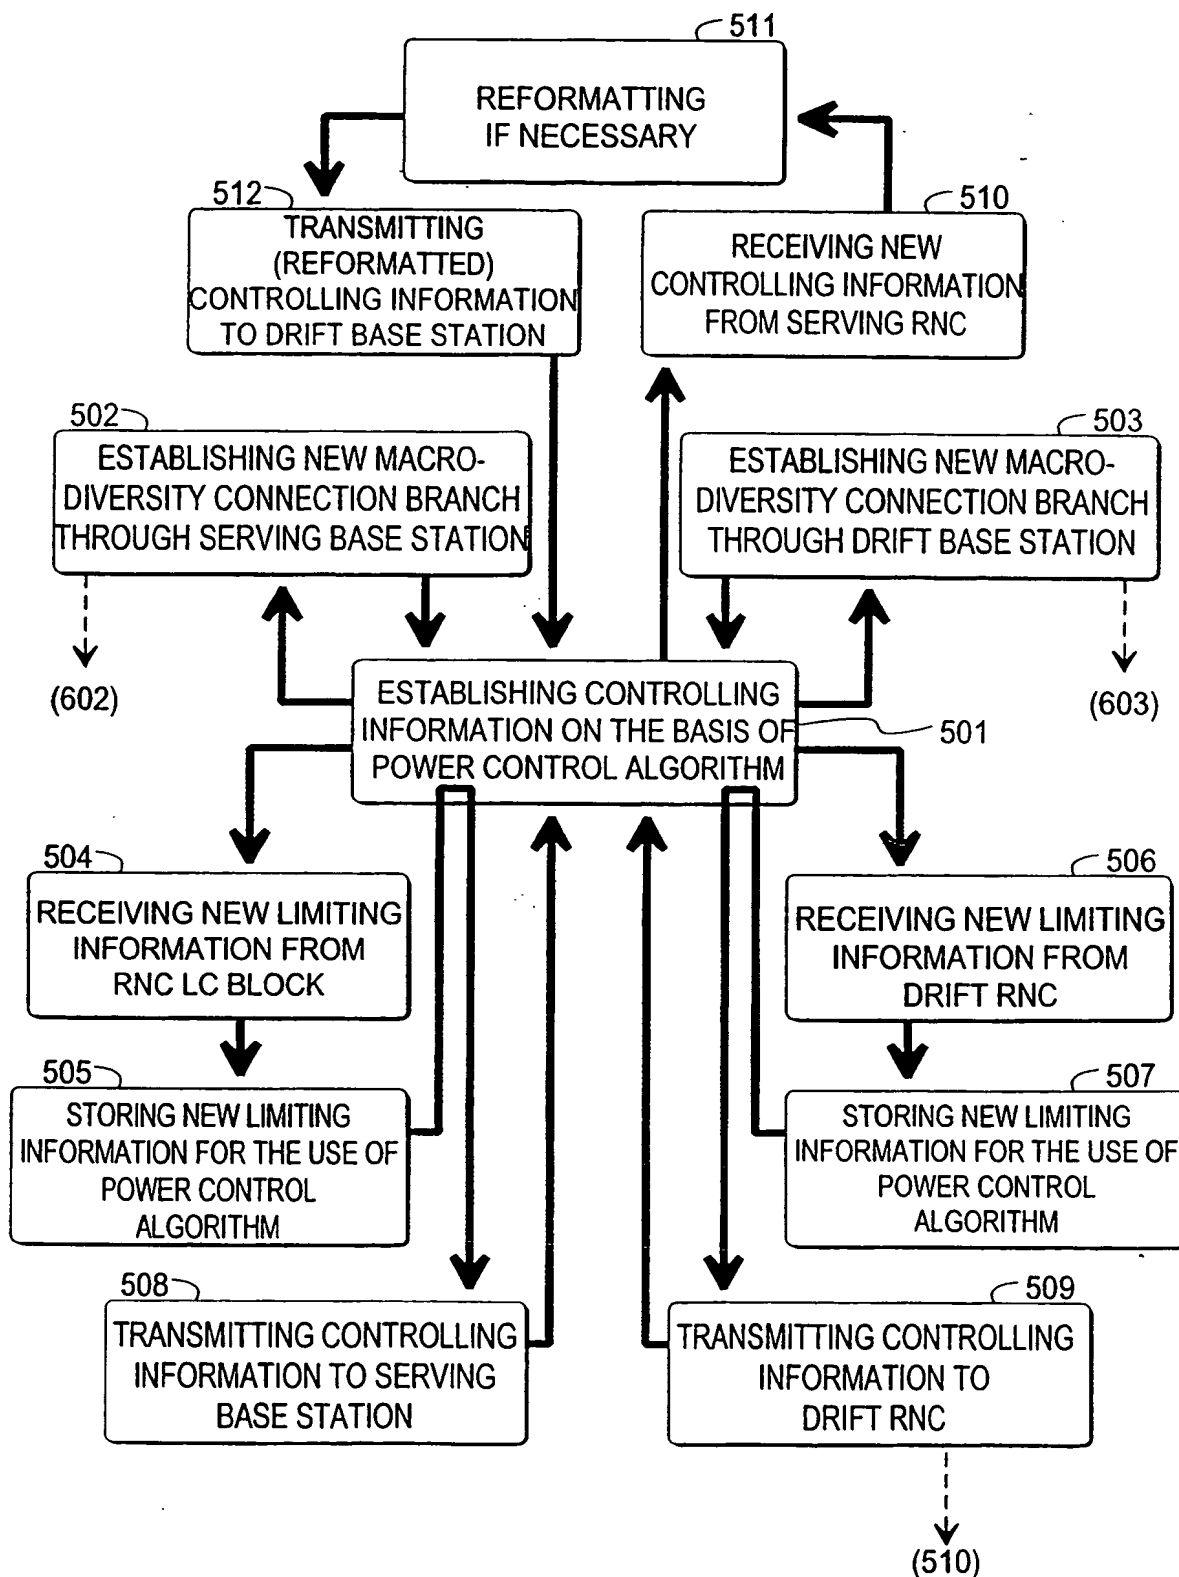 511
REFORMATTING
IF NECESSARY
512
TRANSMITTING
(REFORMATTED)
CONTROLLING INFORMATION
TO DRIFT BASE STATION
510
RECEIVING NEW
CONTROLLING INFORMATION
FROM SERVING RNC
502
ESTABLISHING NEW MACRO-
DIVERSITY CONNECTION BRANCH
THROUGH SERVING BASE STATION
503
ESTABLISHING NEW MACRO-
DIVERSITY CONNECTION BRANCH
THROUGH DRIFT BASE STATION
(602)
(603)
ESTABLISHING CONTROLLING
INFORMATION ON THE BASIS OF
POWER CONTROL ALGORITHM
501
504
RECEIVING NEW LIMITING
INFORMATION FROM
RNC LC BLOCK
506
RECEIVING NEW LIMITING
INFORMATION FROM
DRIFT RNC
505
STORING NEW LIMITING
INFORMATION FOR THE USE OF
POWER CONTROL
ALGORITHM
507
STORING NEW LIMITING
INFORMATION FOR THE USE OF
POWER CONTROL
ALGORITHM
508
TRANSMITTING CONTROLLING
INFORMATION TO SERVING
BASE STATION
509
TRANSMITTING CONTROLLING
INFORMATION TO
DRIFT RNC
(510)